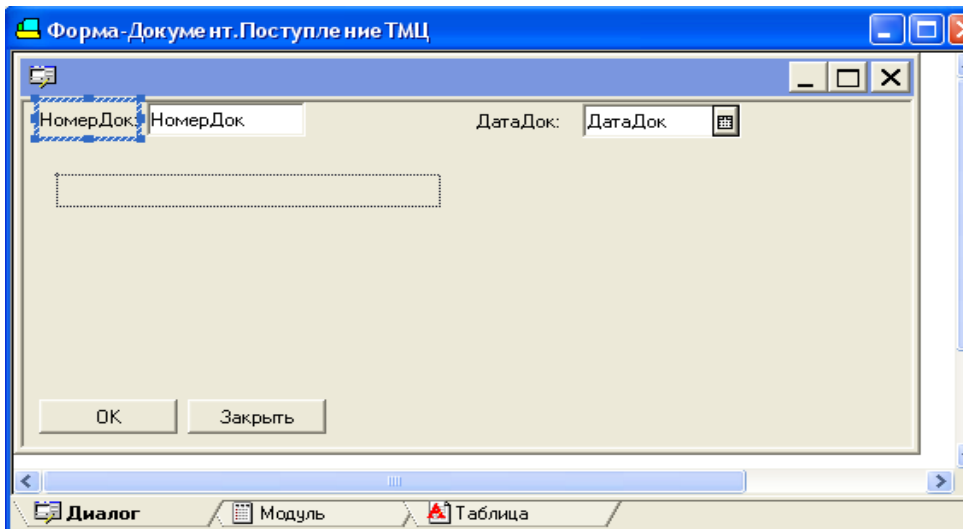 Форма-Документ.ПоступлениеТМЦ
НомерДок: НомерДок ДатаДок: ДатаДок
OK Закрыть
Диалог Модуль Таблица